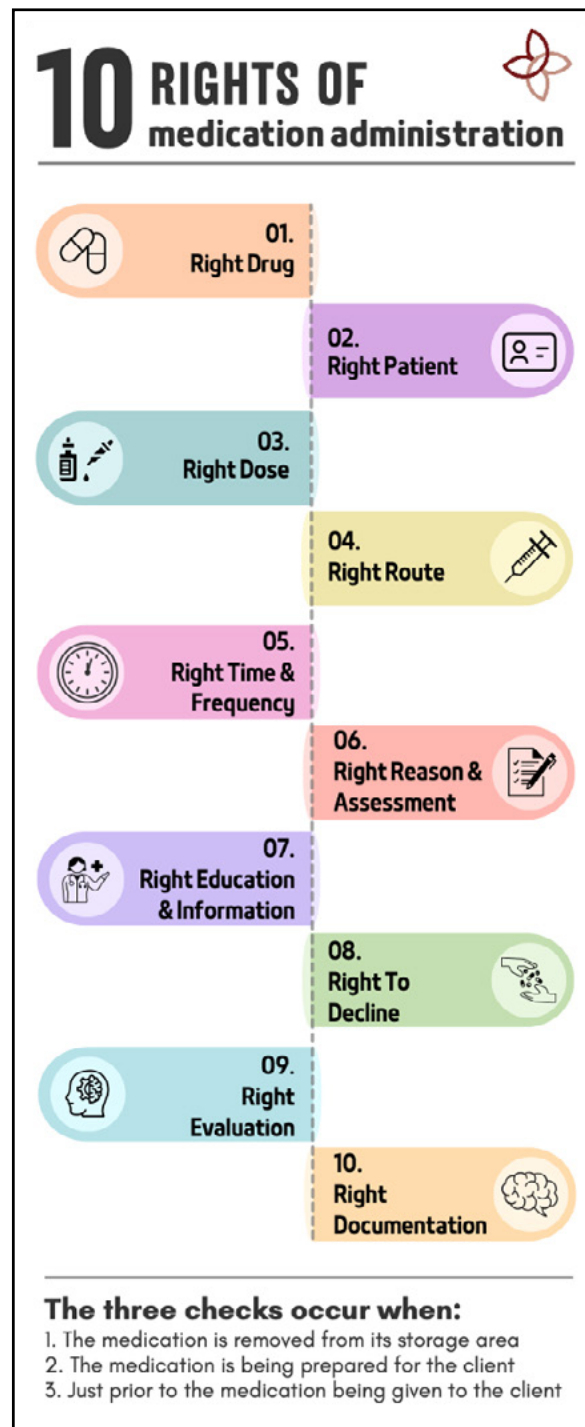 10 RIGHTS OF
medication administration
01.
Right Drug
02.
Right Patient
03.
Right Dose
04.
Right Route
05.
Right Time &
Frequency
06.
Right Reason &
Assessment
07.
Right Education
& Information
08.
Right To
Decline
09.
Right
Evaluation
10.
Right
Documentation
The three checks occur when:
1. The medication is removed from its storage area
2. The medication is being prepared for the client
3. Just prior to the medication being given to the client